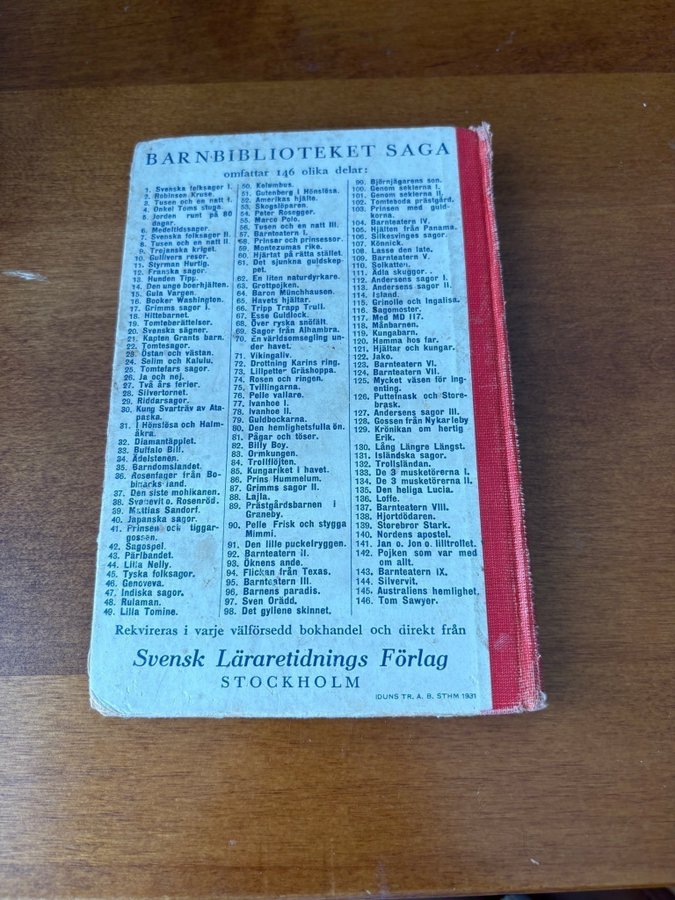 BARNBIBLIOTEKET SAGA
omfattar 146 olika delar:
1. Svenska folksagor I.
2. Robinson Kruse.
3. Tusen och en natt I.
4. Onkel Toms stuga.
5. Jorden runt på 80
dagar.
6. Medeltidssagor.
7. Svenska folksagor II.
8. Tusen och en natt II.
9. Trojanska kriget.
10. Gullivers resor.
11. Styrman Hurtig.
12. Franska sagor.
13. Hunden Tipp.
14. Den unge boerhjälten.
15. Gula Vargen.
16. Booker Washington.
17. Grimms sagor I.
18. Hittebarnet.
19. Tomteberättelser.
20. Svenska sägner.
21. Kapten Grants barn.
22. Tomtesagor.
23. Östan och västan.
24. Selim och Kalulu.
25. Tomtefars sagor.
26. Ja och nej.
27. Två års ferier.
28. Silvertornet.
29. Riddarsagor.
30. Kung Svarträv av Ata-
paska.
31. I Hönslösa och Halm-
åkra.
32. Diamantäpplet.
33. Buffalo Bill.
34. Ädelstenen.
35. Barndomslandet.
36. Rosenfager från Bo-
binacks land.
37. Den siste mohikanen.
38. Svanevit o. Rosenröd.
39. Mattias Sandorf.
40. Japanska sagor.
41. Prinsen och tiggar-
gossen.
42. Sagospel.
43. Pärlbandet.
44. Lilla Nelly.
45. Tyska folksagor.
46. Genoveva.
47. Indiska sagor.
48. Rulaman.
49. Lilla Tomine.
50. Kolumbus.
51. Gutenberg i Hönslösa.
52. Amerikas hjälte.
53. Skogslöparen.
54. Peter Rosegger.
55. Marco Polo.
56. Tusen och en natt III.
57. Barnteatern I.
58. Prinsar och prinsessor.
59. Montezumas rike.
60. Hjärtat på rätta stället.
61. Det sjunkna guldskep-
pet.
62. En liten naturdyrkare.
63. Grottpojken.
64. Baron Münchhausen.
65. Havets hjältar.
66. Tripp Trapp Trull.
67. Esse Guldlock.
68. Över ryska snöfält.
69. Sagor från Alhambra.
70. En världsomsegling un-
der havet.
71. Vikingaliv.
72. Drottning Karins ring.
73. Lillpetter Gräshoppa.
74. Rosen och ringen.
75. Tvillingarna.
76. Pelle vallare.
77. Ivanhoe I.
78. Ivanhoe II.
79. Guldbockarna.
80. Den hemlighetsfulla ön.
81. Pågar och töser.
82. Billy Boy.
83. Ormkungen.
84. Trollflöjten.
85. Kungariket i havet.
86. Prins Hummelum.
87. Grimms sagor II.
88. Lajla.
89. Prästgårdsbarnen i
Graneby.
90. Pelle Frisk och stygga
Mimmi.
91. Den lille puckelryggen.
92. Barnteatern II.
93. Öknens ande.
94. Flickan från Texas.
95. Barnteatern III.
96. Barnens paradis.
97. Sven Orädd.
98. Det gyllene skinnet.
99. Björnjägarens son.
100. Genom seklerna I.
101. Genom seklerna II.
102. Tomteboda prästgård.
103. Prinsen med guld-
korna.
104. Barnteatern IV.
105. Hiljten från Panama.
106. Silkesvinges sagor.
107. Könnick.
108. Lasse den late.
109. Barnteatern V.
110. Solkatten.
111. Ädla skuggor.
112. Andersens sagor I.
113. Andersens sagor II.
114. Island.
115. Grinolle och Ingalisa.
116. Sagomoster.
117. Med MD 117.
118. Månbarnen.
119. Kungabarn.
120. Hamma hos far.
121. Hjältar och kungar.
122. Jako.
123. Barnteatern VI.
124. Barnteatern VII.
125. Mycket väsen för ing-
enting.
126. Puttelnask och Store-
brask.
127. Andersens sagor III.
128. Gossen från Nykarleby
129. Krönikan om hertig
Erik.
130. Lång Längre Längst.
131. Isländska sagor.
132. Trollsländan.
133. De 3 musketörerna I.
134. De 3 musketörerna II.
135. Den heliga Lucia.
136. Loffe.
137. Barnteatern VIII.
138. Hjortdödaren.
139. Storebror Stark.
140. Nordens apostel.
141. Jan o. Jon o. lilltrollet.
142. Pojken som var med
om allt.
143. Barnteatern IX.
144. Silvervit.
145. Australiens hemlighet.
146. Tom Sawyer.
Rekvireras i varje välförsedd bokhandel och direkt från
Svensk Läraretidnings Förlag
STOCKHOLM
IDUNS TR. A. B. STHM 1931